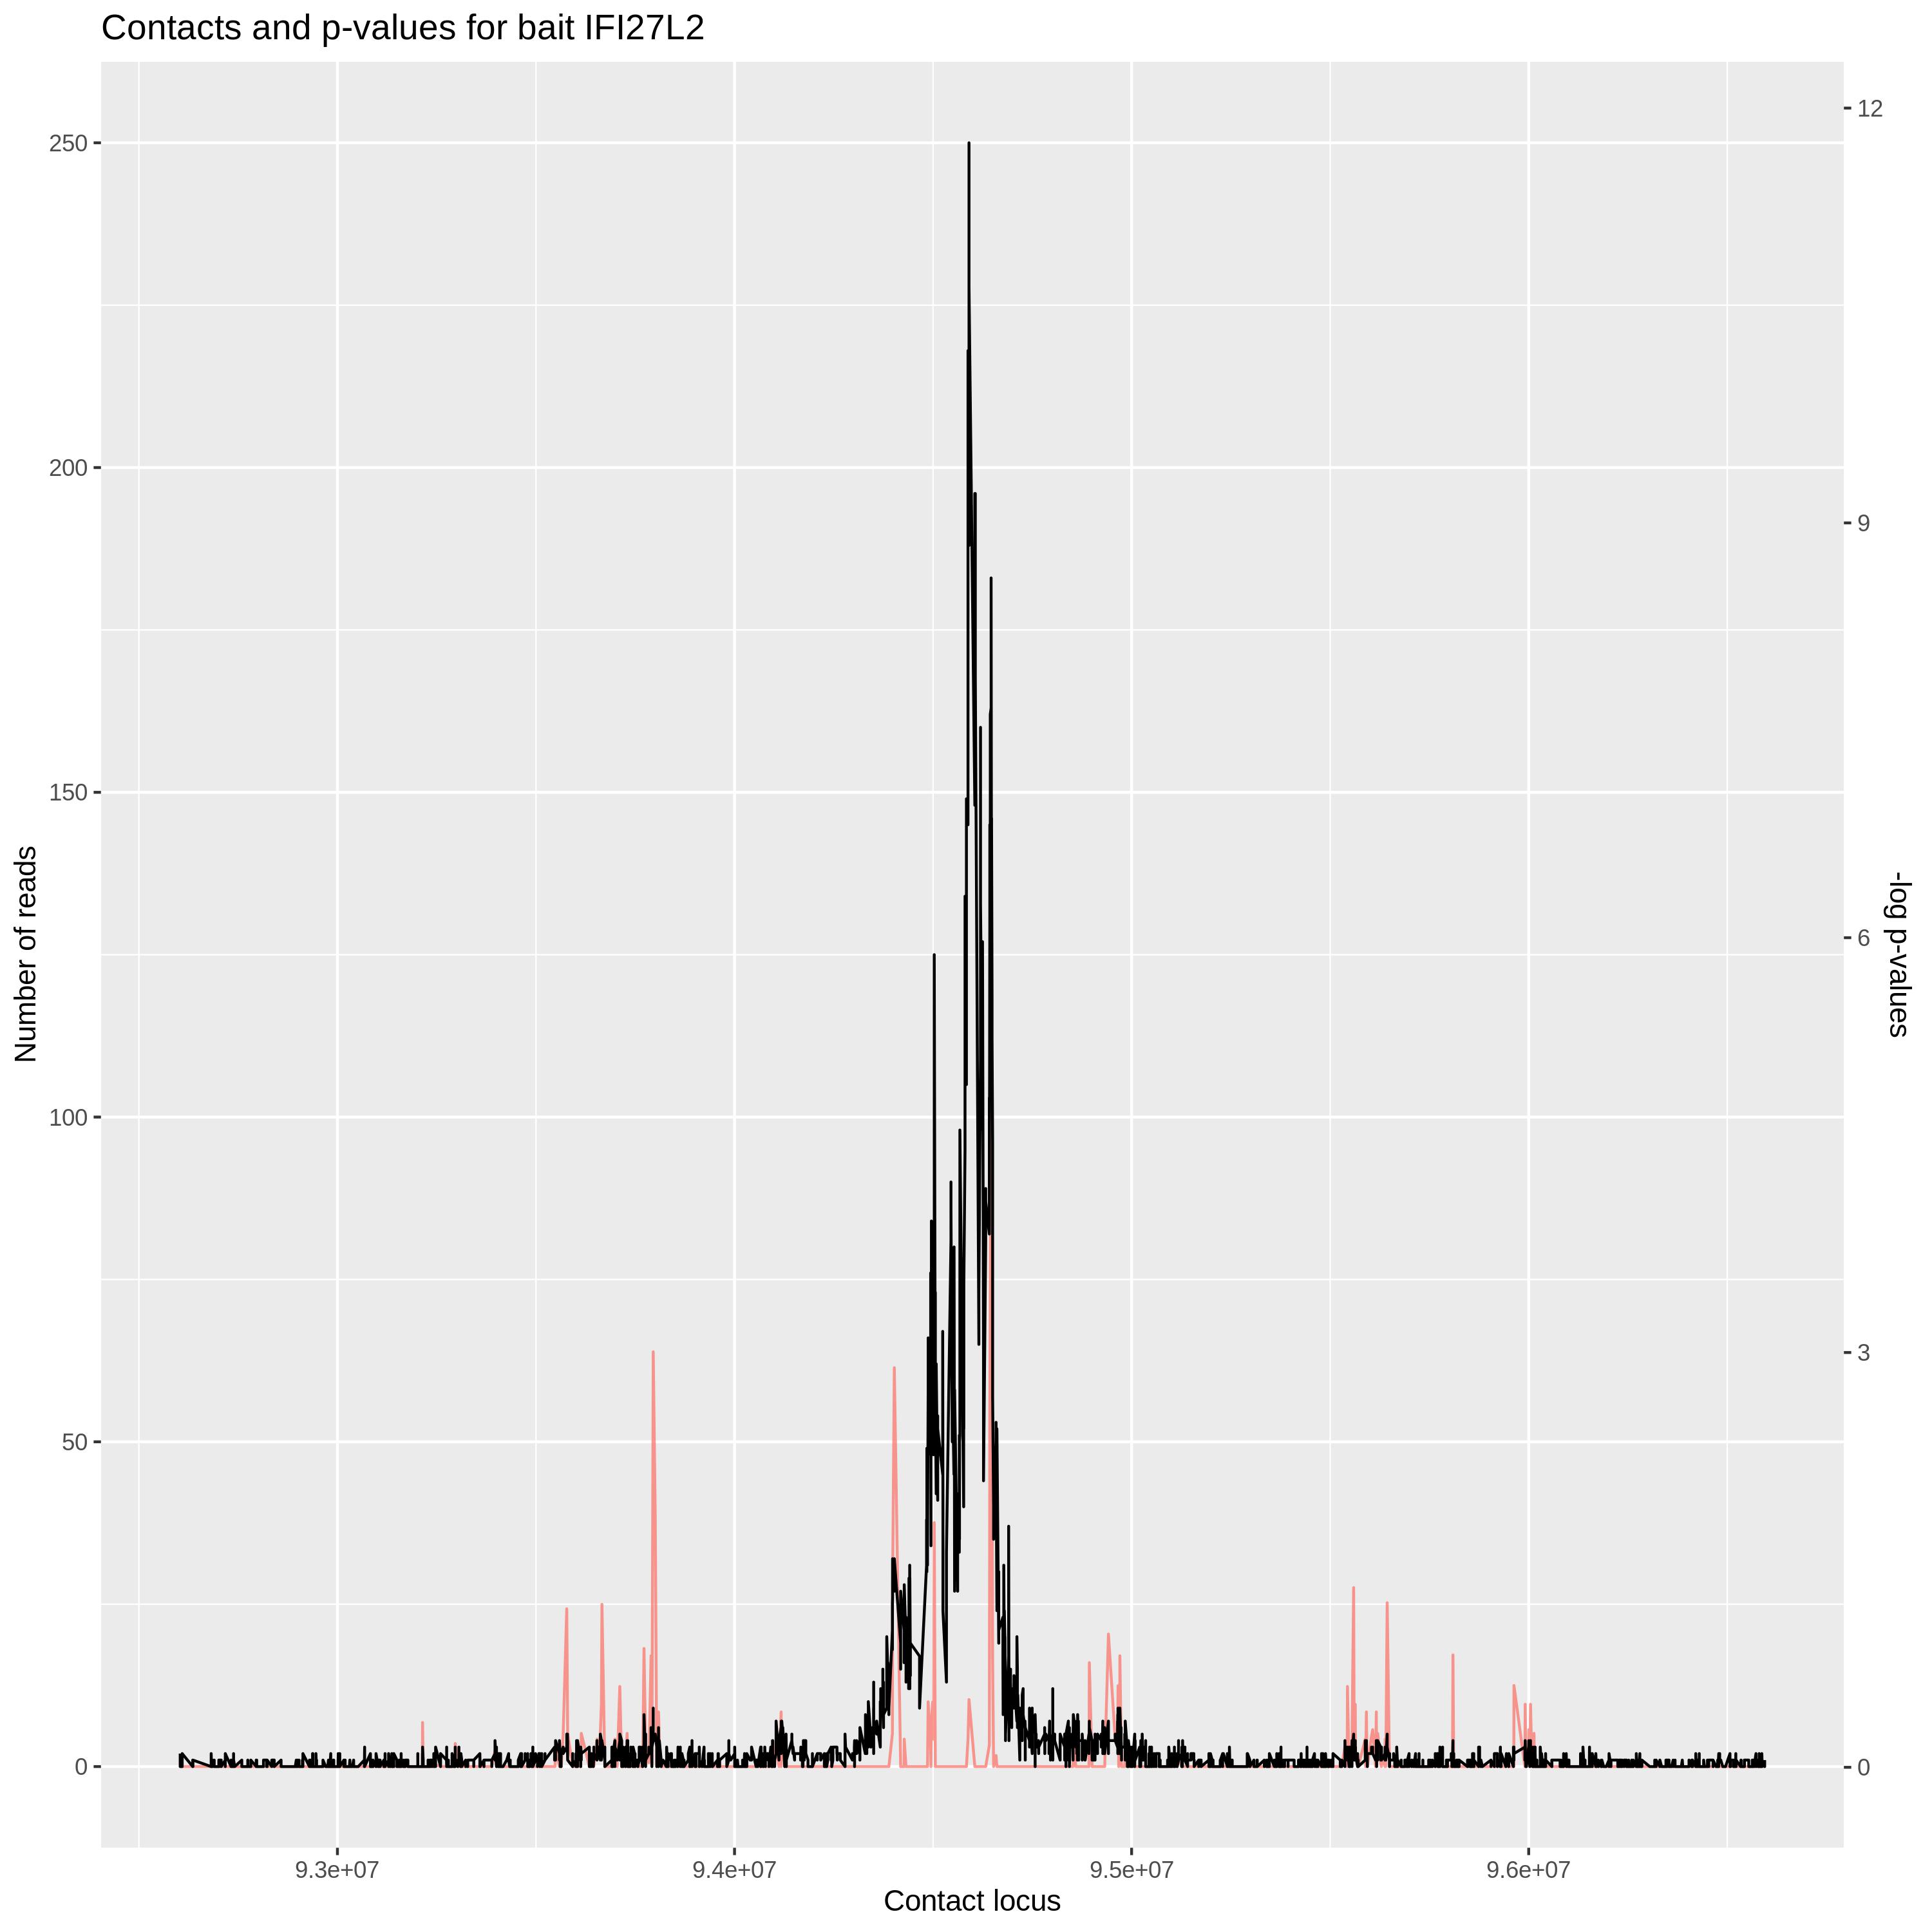 Contacts and p-values for bait IFI27L2
250
200
150
100
50
0
Number of reads
12
9
6
3
0
-log p-values
9.3e+07
9.4e+07
9.5e+07
9.6e+07
Contact locus